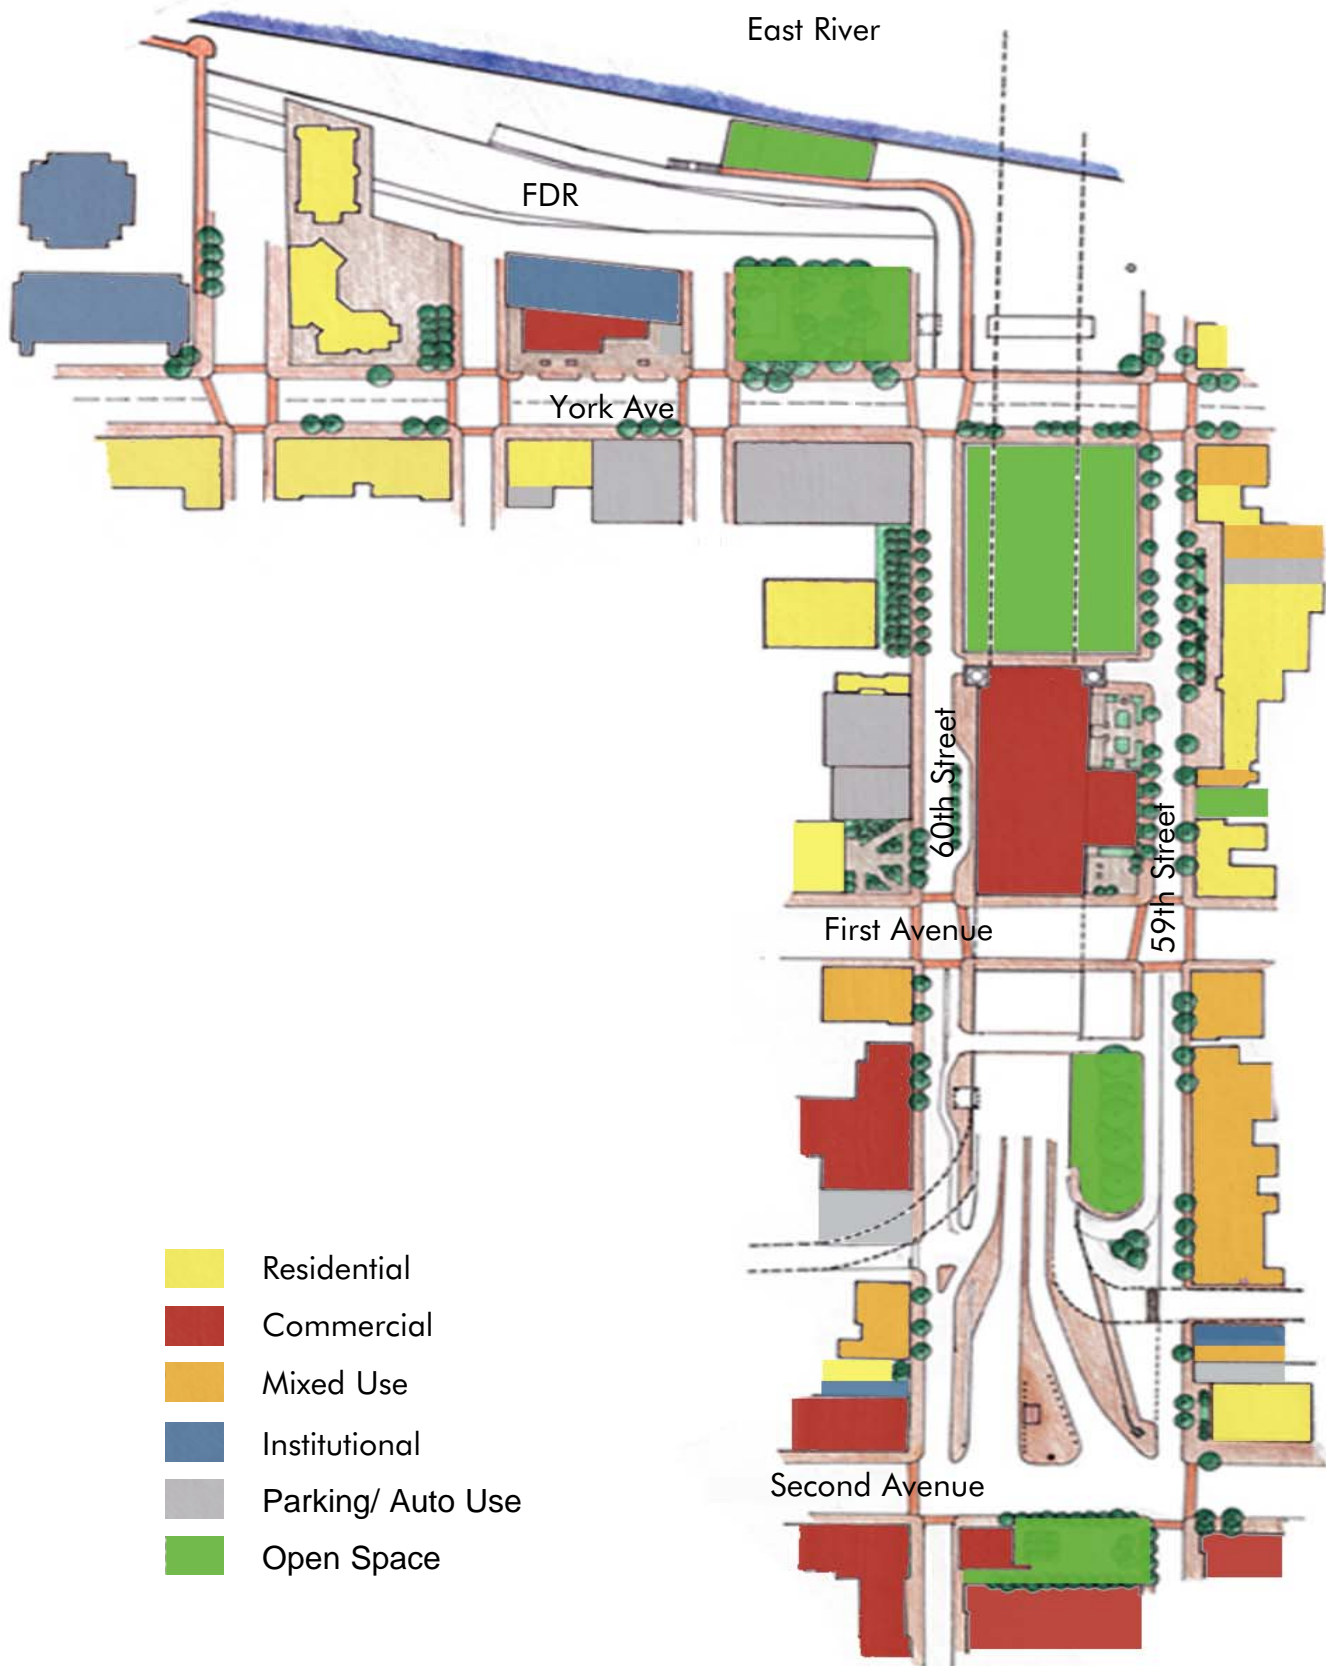 East River
FDR
York Ave
60th Street
59th Street
First Avenue
Residential
Commercial
Mixed Use
Institutional
Parking/ Auto Use
Open Space
Second Avenue